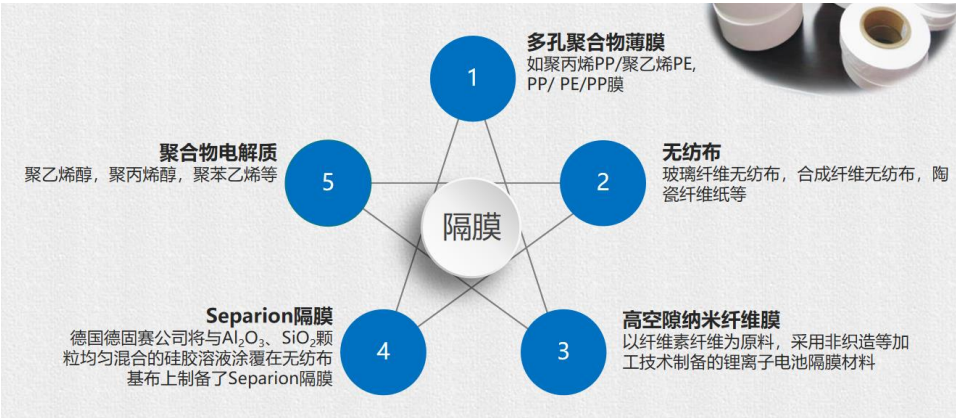 1
多孔聚合物薄膜
如聚丙烯PP/聚乙烯PE,
PP/ PE/PP膜
2
无纺布
玻璃纤维无纺布，合成纤维无纺布，陶
瓷纤维纸等
3
高空隙纳米纤维膜
以纤维素纤维为原料，采用非织造等加
工技术制备的锂离子电池隔膜材料
4
Separion隔膜
德国德固赛公司将与Al₂O₃、SiO₂颗
粒均匀混合的硅胶溶液涂覆在无纺布
基布上制备了Separion隔膜
5
聚合物电解质
聚乙烯醇，聚丙烯醇，聚苯乙烯等
隔膜